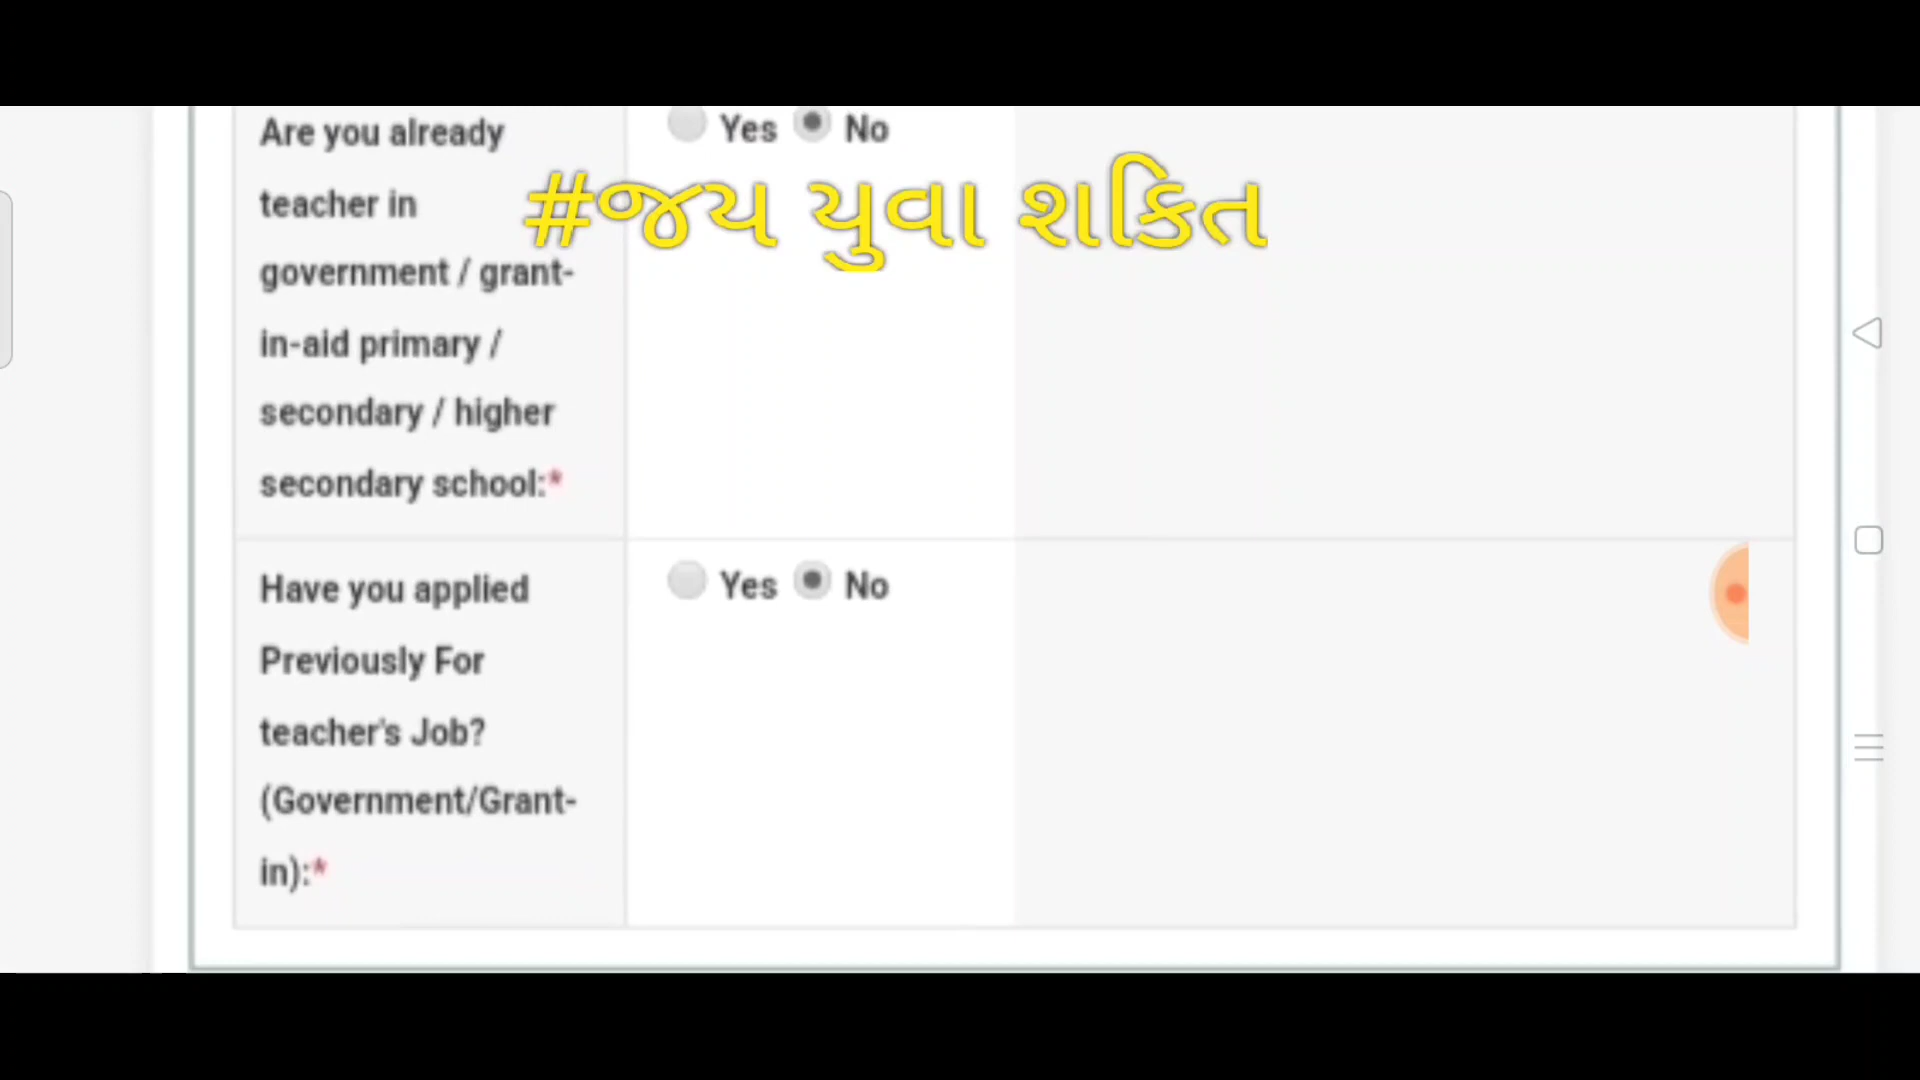 Are you already
Yes No
#જય યુવા શકિત
teacher in
government / grant-
in-aid primary /
secondary / higher
secondary school:*
Have you applied
Yes No
Previously For
teacher's Job?
(Government/Grant-
in):*